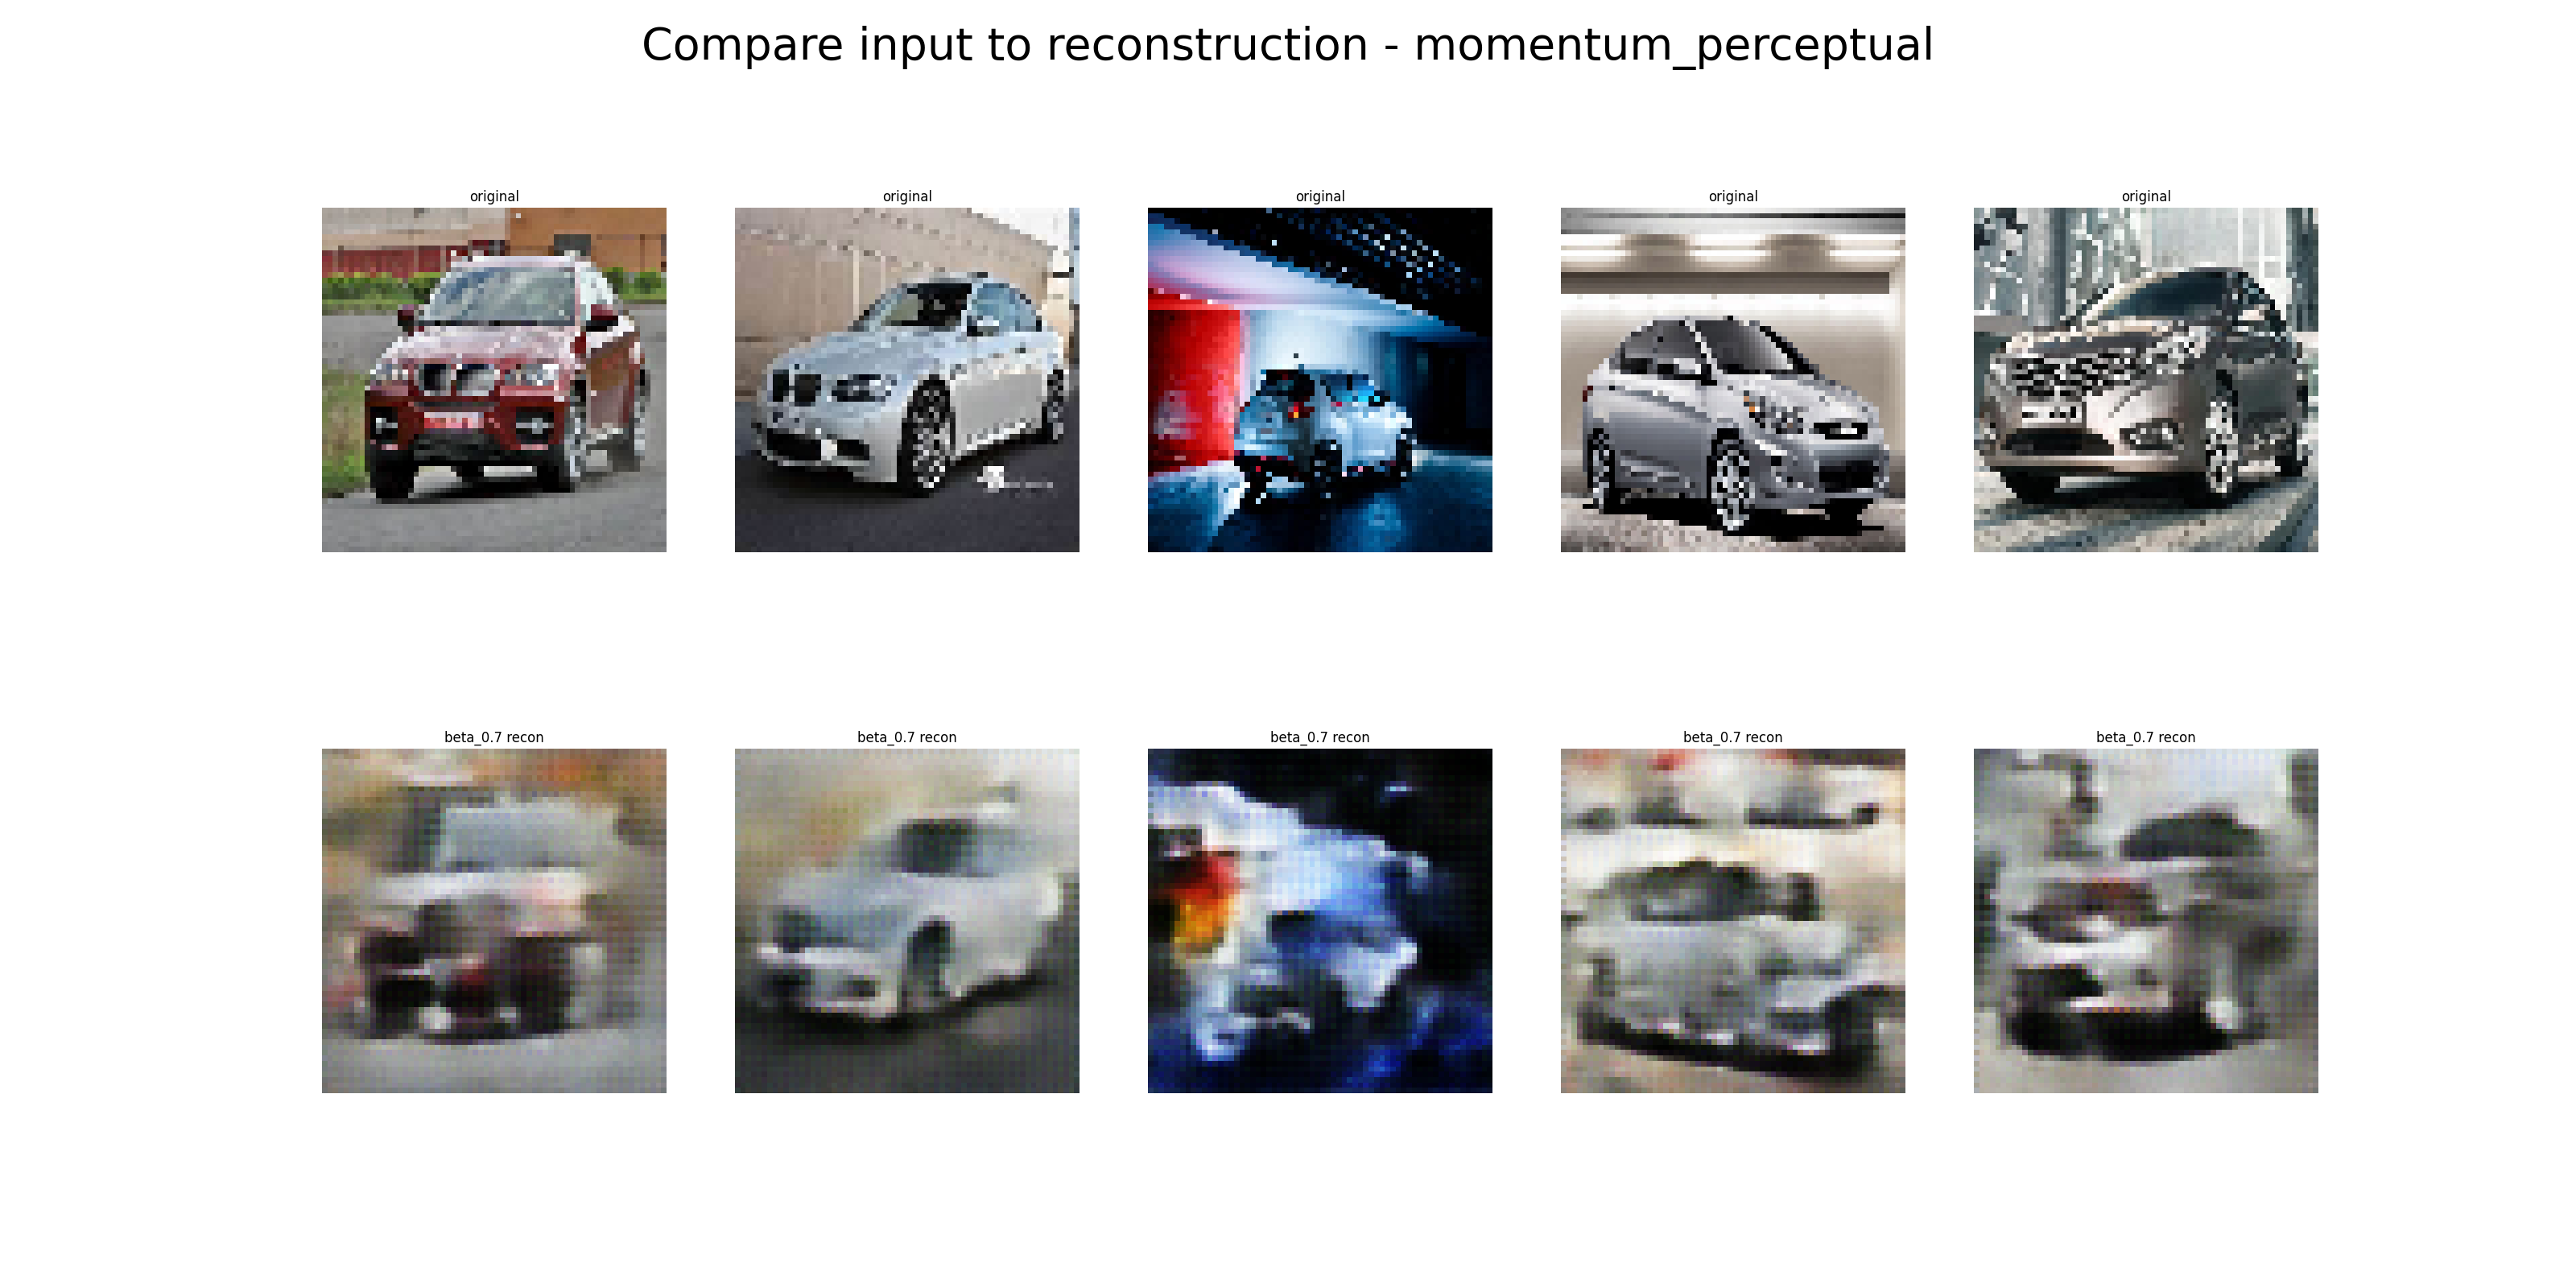 Compare input to reconstruction - momentum_perceptual
original
original
original
original
original
beta_0.7 recon
beta_0.7 recon
beta_0.7 recon
beta_0.7 recon
beta_0.7 recon